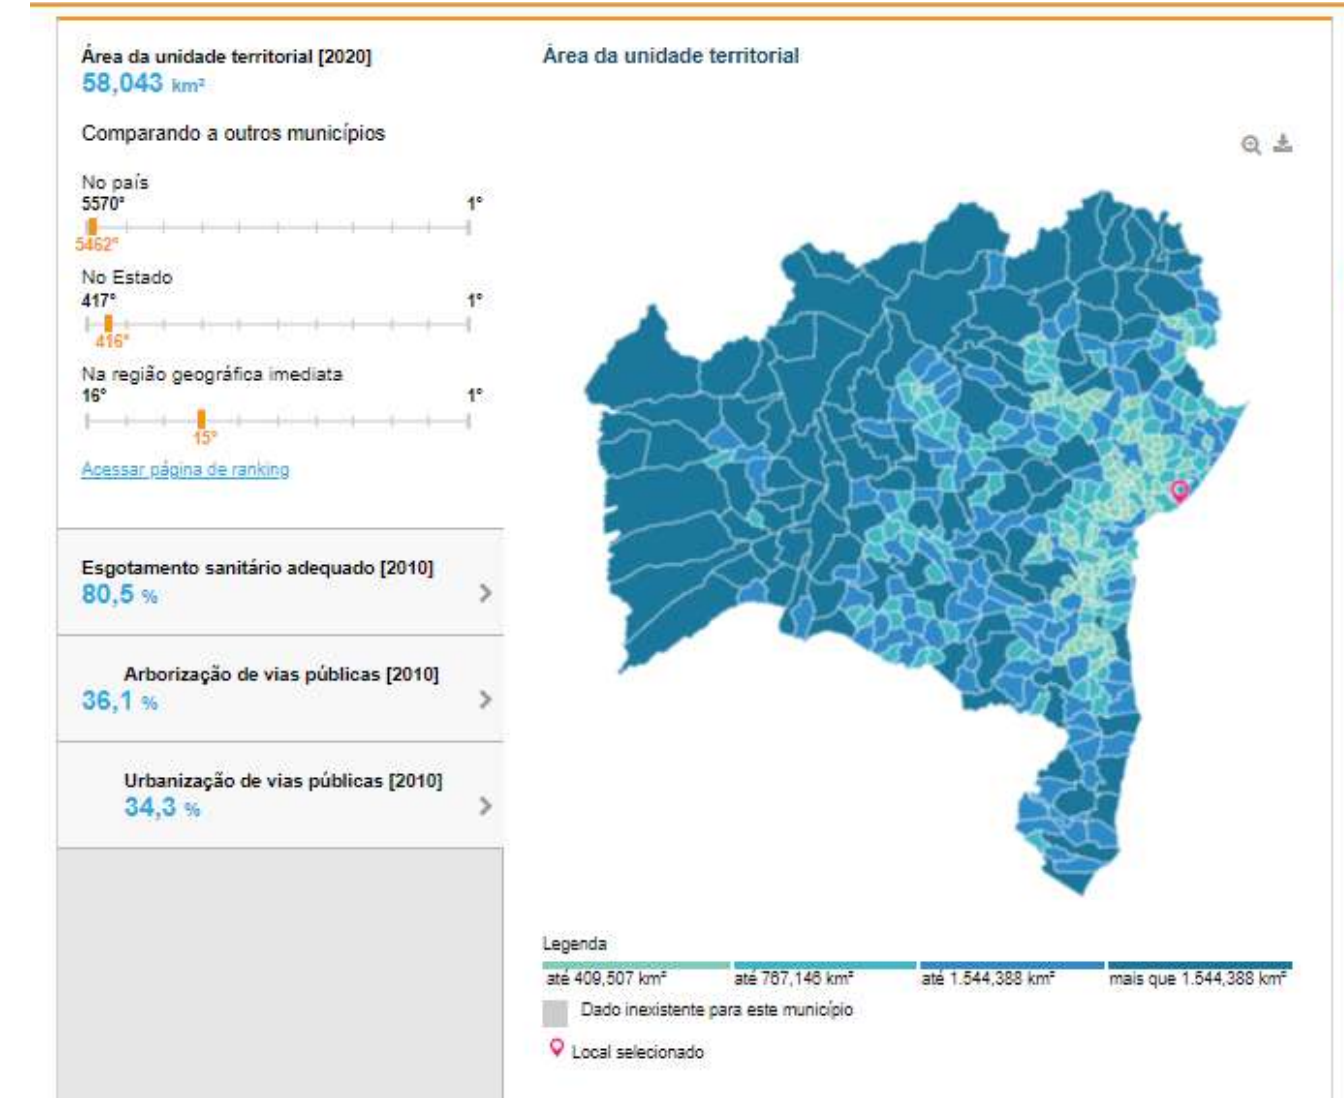 Área da unidade territorial [2020]
58,043 km²
Comparando a outros municípios
No país
5570° 1°
5462°
No Estado
417° 1°
416°
Na região geográfica imediata
16° 1°
15°
Acessar página de ranking
Esgotamento sanitário adequado [2010]
80,5 %
Arborização de vias públicas [2010]
36,1 %
Urbanização de vias públicas [2010]
34,3 %
Área da unidade territorial
Legenda
até 409,507 km² até 767,146 km² até 1.544,388 km² mais que 1.544,388 km²
Dado inexistente para este município
Local selecionado